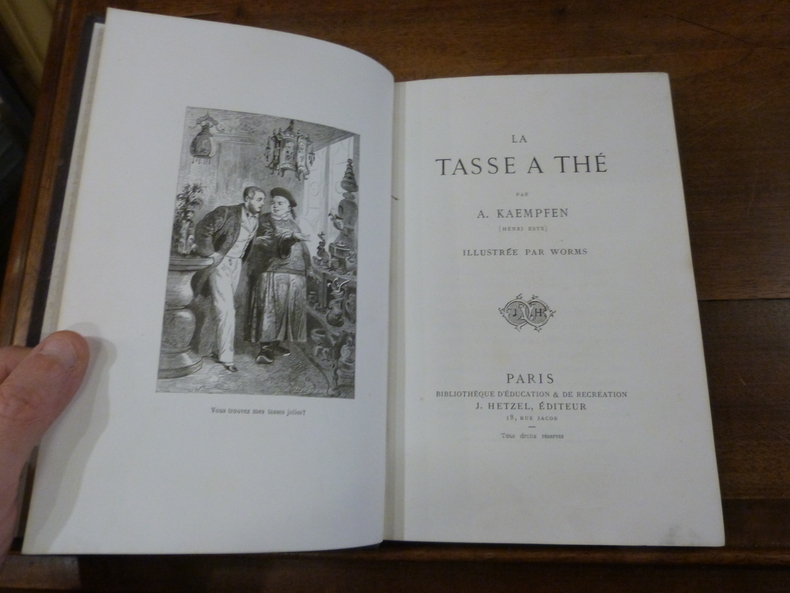 Vous trouvez mes tasses jolies?
LA
TASSE A THÉ
PAR
A. KAEMPFEN
[HENRI ESTE]
ILLUSTRÉE PAR WORMS
J H
PARIS
BIBLIOTHÈQUE D'ÉDUCATION & DE RECREATION
J. HETZEL, ÉDITEUR
18, RUE JACOB
Tous droits réservés